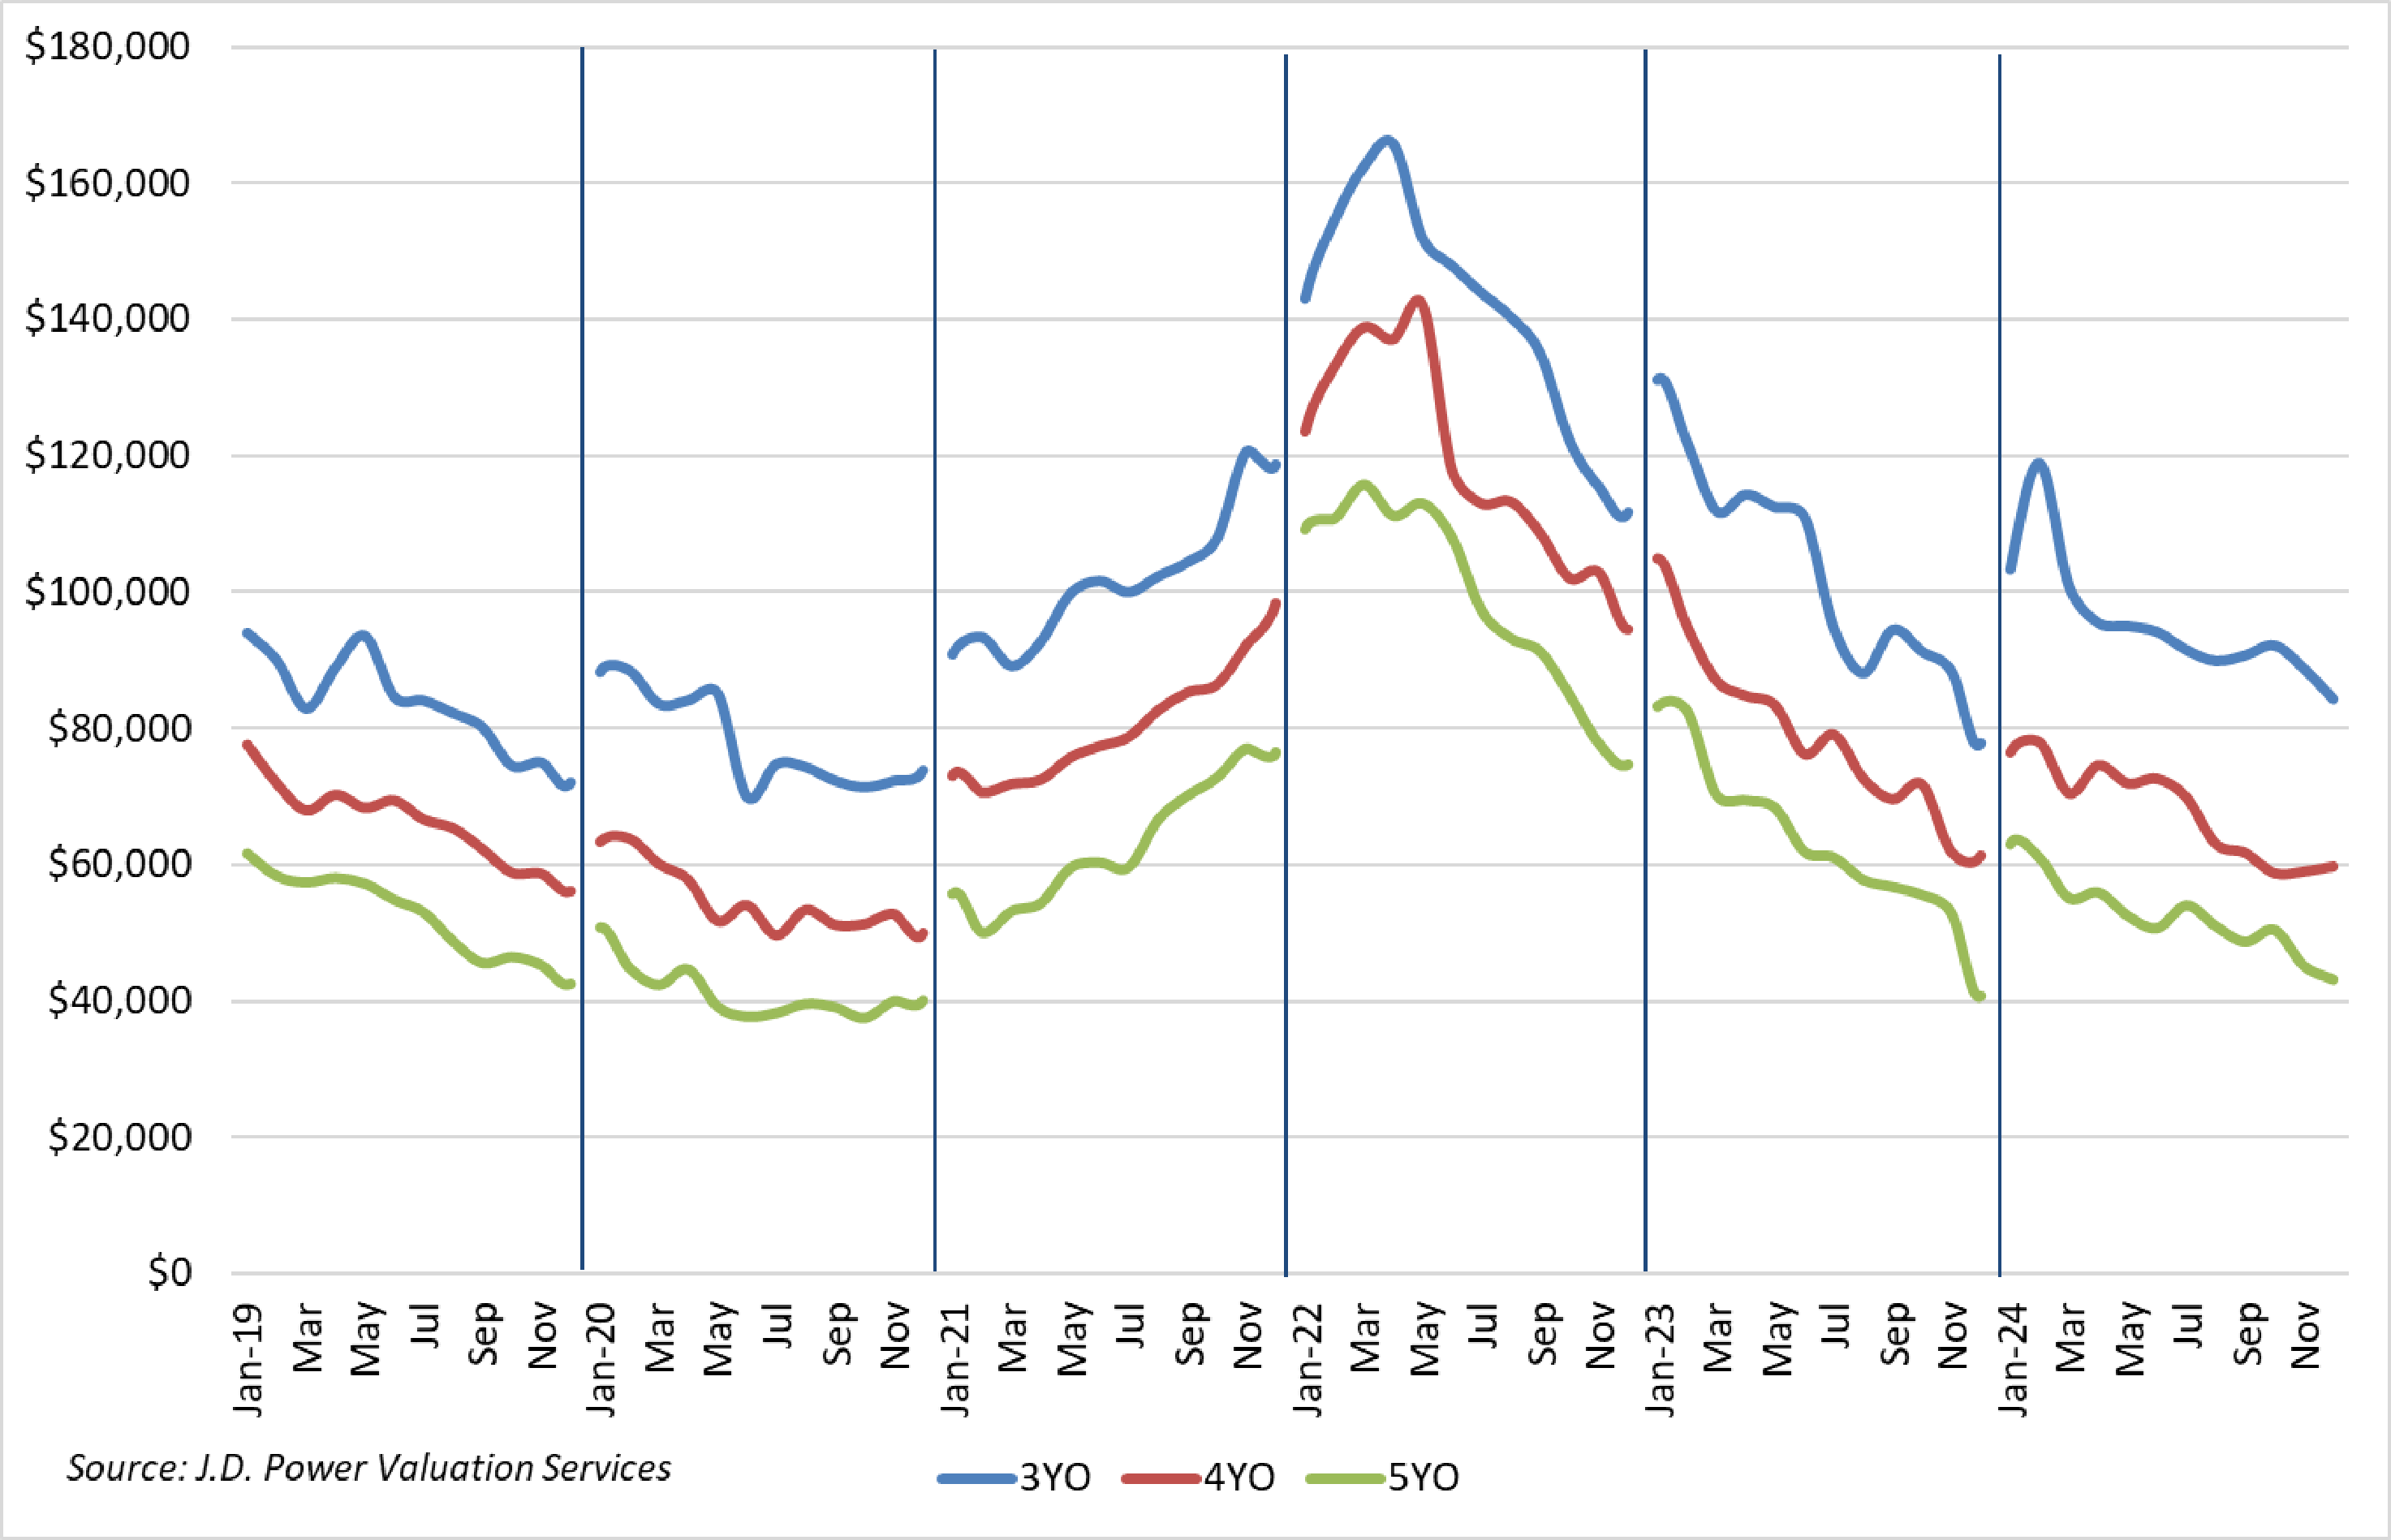 $180,000
$160,000
$140,000
$120,000
$100,000
$80,000
$60,000
$40,000
$20,000
$0
Jan-19
Mar
May
Jul
Sep
Nov
Jan-20
Mar
May
Jul
Sep
Nov
Jan-21
Mar
May
Jul
Sep
Nov
Jan-22
Mar
May
Jul
Sep
Nov
Jan-23
Mar
May
Jul
Sep
Nov
Jan-24
Mar
May
Jul
Sep
Nov
Source: J.D. Power Valuation Services
3YO 4YO 5YO